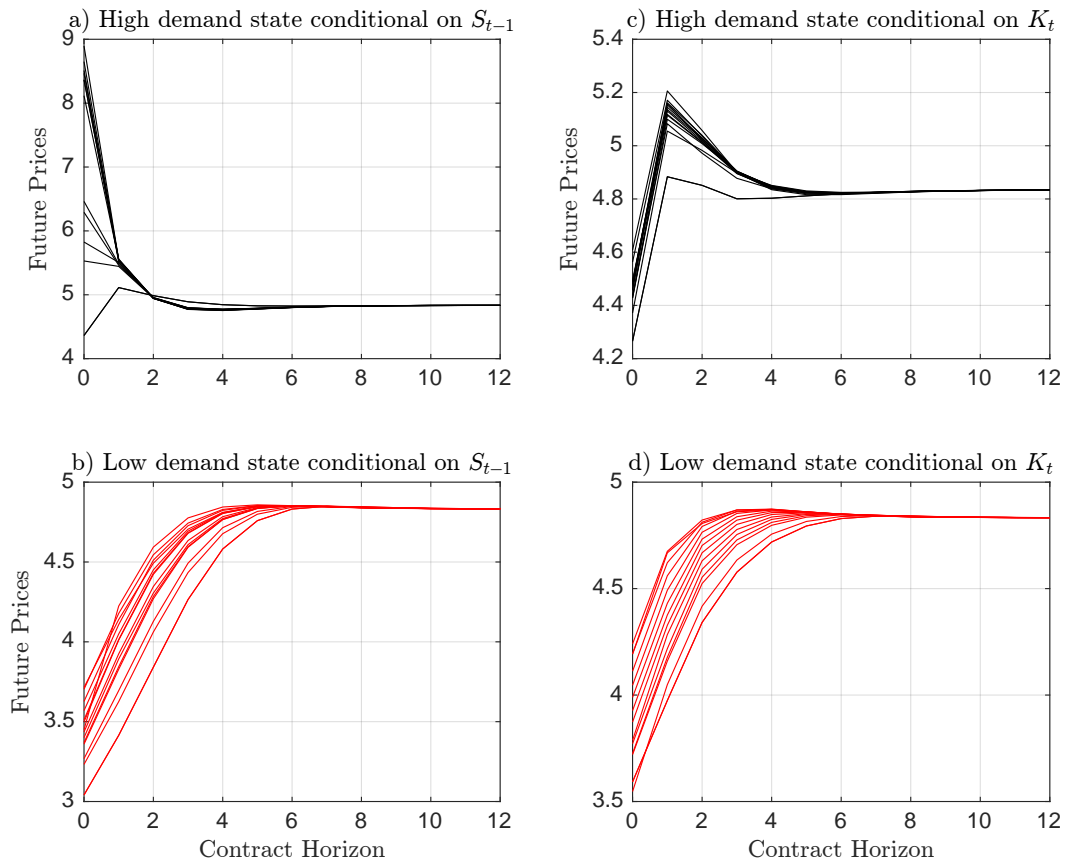 a) High demand state conditional on $S_{t-1}$
9
8
7
6
5
4
Future Prices
0 2 4 6 8 10 12
c) High demand state conditional on $K_t$
5.4
5.2
5
4.8
4.6
4.4
4.2
Future Prices
0 2 4 6 8 10 12
b) Low demand state conditional on $S_{t-1}$
5
4.5
4
3.5
3
Future Prices
0 2 4 6 8 10 12
Contract Horizon
d) Low demand state conditional on $K_t$
5
4.5
4
3.5
0 2 4 6 8 10 12
Contract Horizon